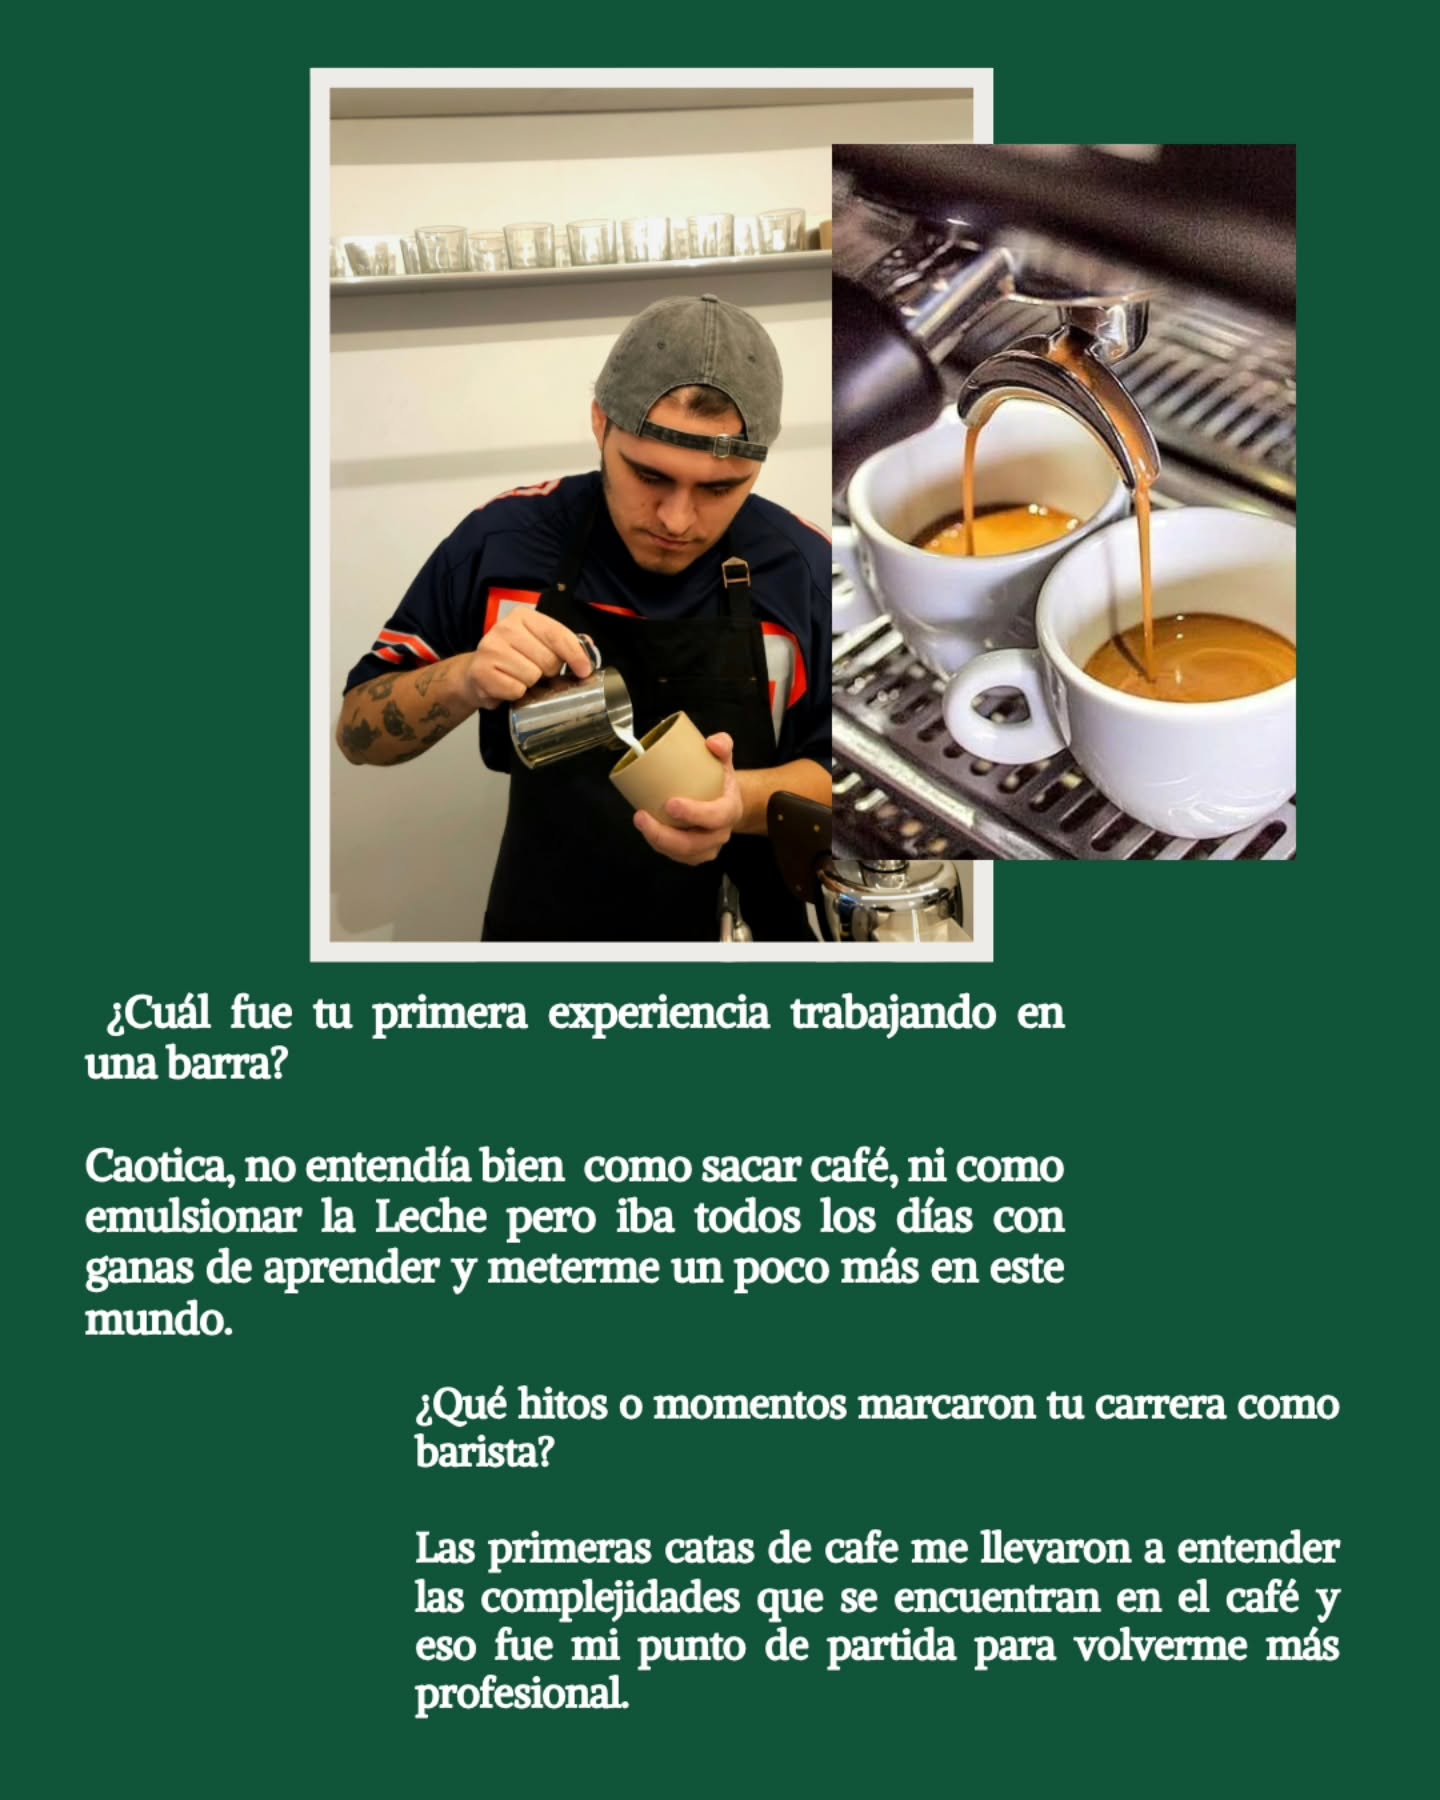 ¿Cuál fue tu primera experiencia trabajando en
una barra?
Caotica, no entendía bien como sacar café, ni como
emulsionar la Leche pero iba todos los días con
ganas de aprender y meterme un poco más en este
mundo.
¿Qué hitos o momentos marcaron tu carrera como
barista?
Las primeras catas de cafe me llevaron a entender
las complejidades que se encuentran en el café y
eso fue mi punto de partida para volverme más
profesional.